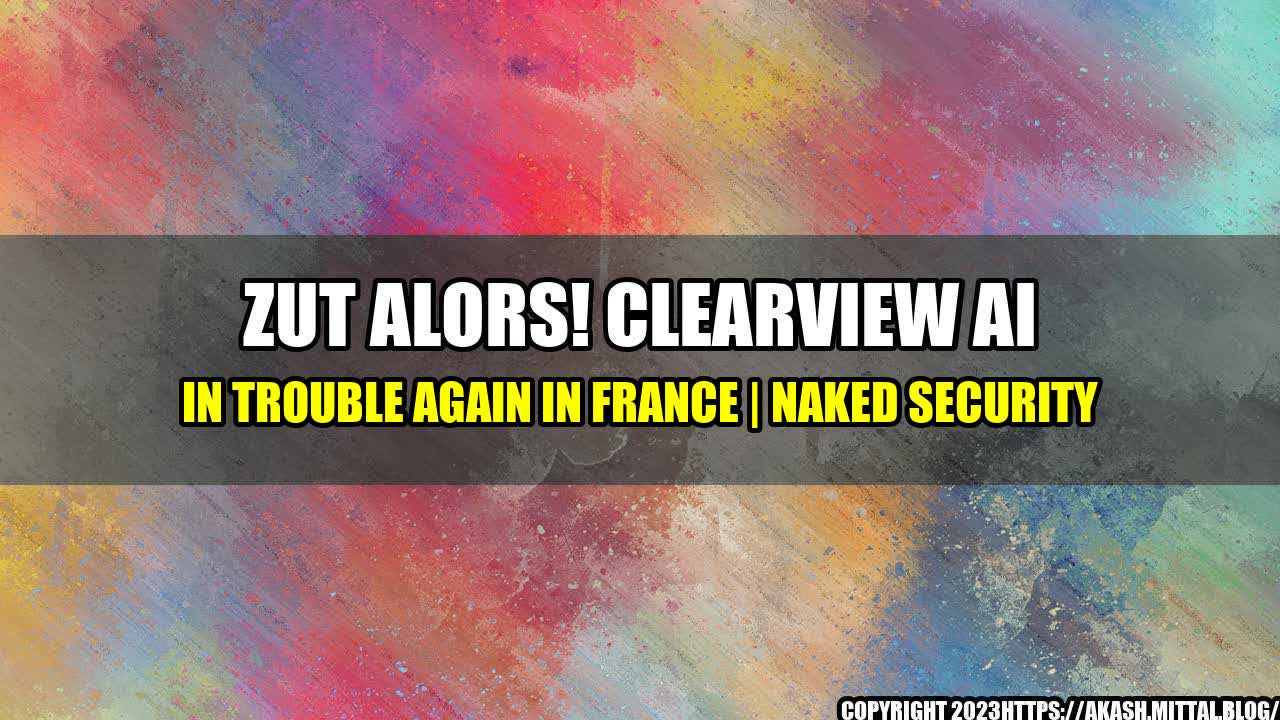 ZUT ALORS! CLEARVIEW AI
IN TROUBLE AGAIN IN FRANCE | NAKED SECURITY
COPYRIGHT 2023HTTPS://AKASH.MITTAL.BLOG/